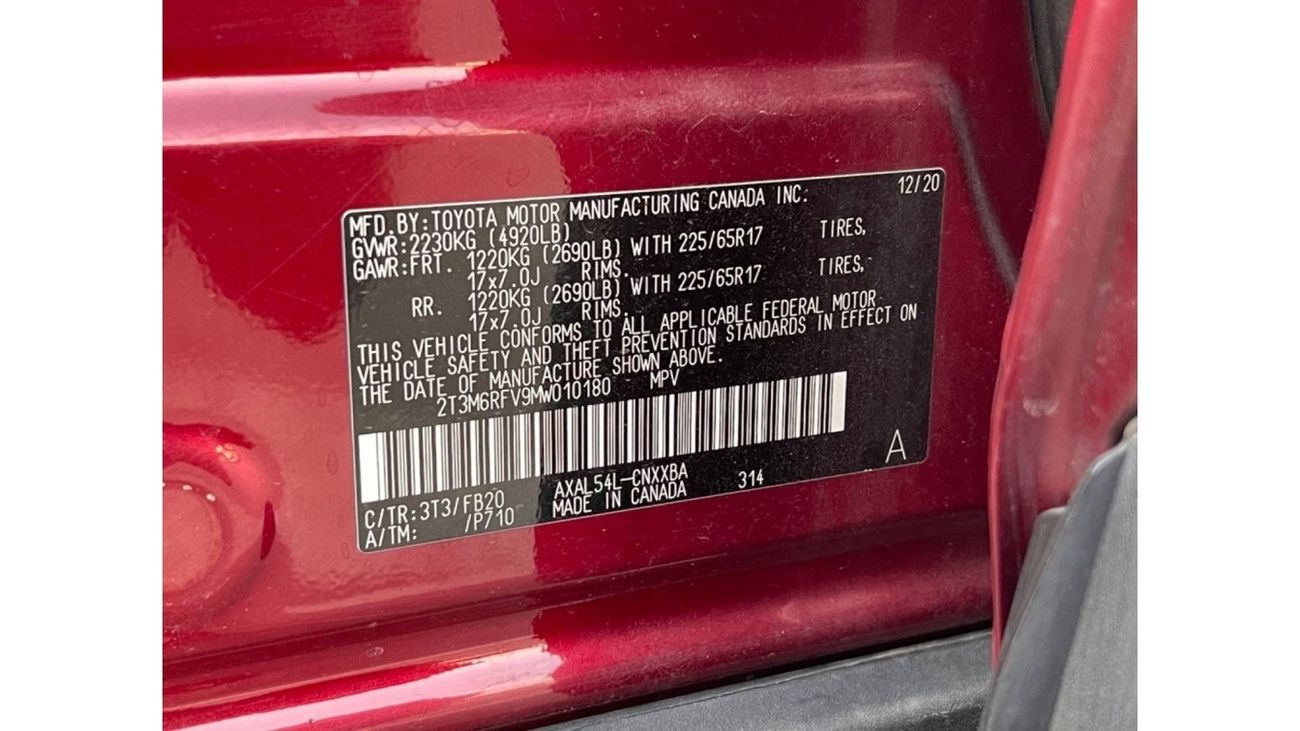 MFD.BY:TOYOTA MOTOR MANUFACTURING CANADA INC. 12/20
GVWR:2230KG (4920LB)
GAWR:FRT. 1220KG (2690LB) WITH 225/65R17 TIRES,
17x7.0J RIMS.
RR. 1220KG (2690LB) WITH 225/65R17 TIRES,
17x7.0J RIMS.
THIS VEHICLE CONFORMS TO ALL APPLICABLE FEDERAL MOTOR
VEHICLE SAFETY AND THEFT PREVENTION STANDARDS IN EFFECT ON
THE DATE OF MANUFACTURE SHOWN ABOVE.
2T3M6RFV9MW010180 MPV
A
C/TR:3T3/FB20 AXAL54L-CNXXBA 314
A/TM: /P710 MADE IN CANADA